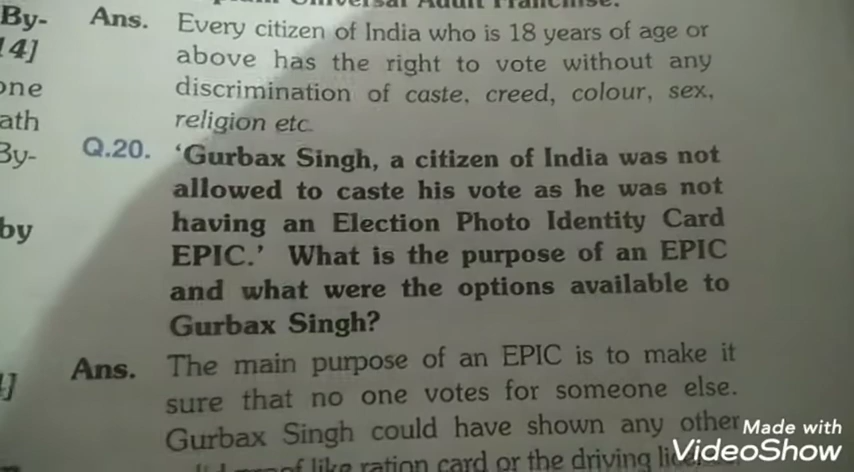 By-
14]
one
ath
By-
by
Universal Adult Franchise.
Ans. Every citizen of India who is 18 years of age or
above has the right to vote without any
discrimination of caste, creed, colour, sex,
religion etc
Q.20. ‘Gurbax Singh, a citizen of India was not
allowed to caste his vote as he was not
having an Election Photo Identity Card
EPIC.’ What is the purpose of an EPIC
and what were the options available to
Gurbax Singh?
Ans. The main purpose of an EPIC is to make it
sure that no one votes for someone else.
Gurbax Singh could have shown any other
proof like ration card or the driving
Made with
VideoShow